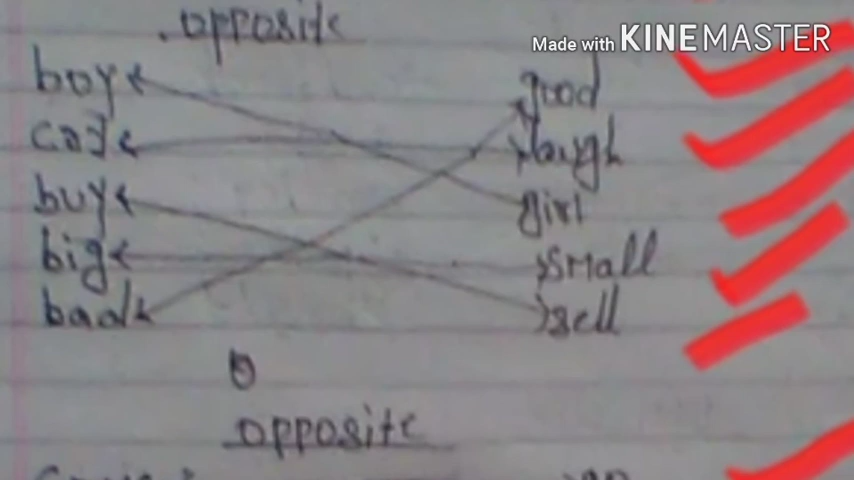 .opposite
Made with KINEMASTER
boy good
cry laugh
buy girl
big small
bad sell
opposite